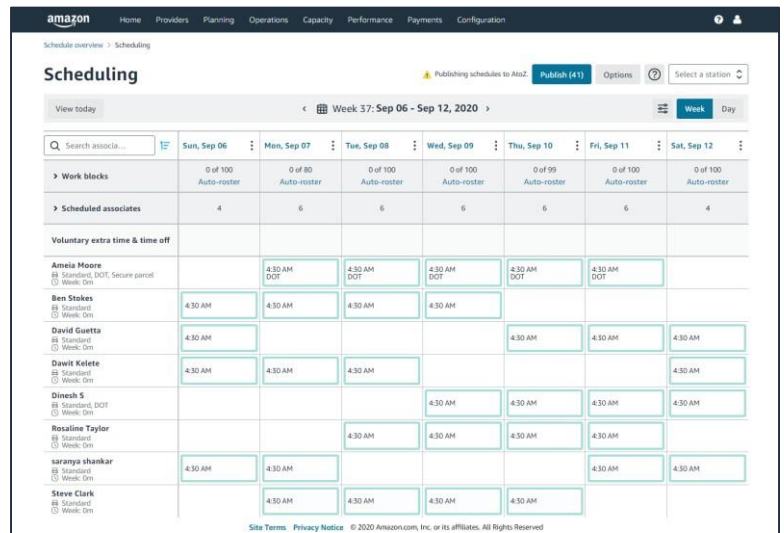 amazon Home Providers Planning Operations Capacity Performance Payments Configuration
Schedule overview > Scheduling
Scheduling
Publishing schedules to AtoZ. Publish (41) Options ? Select a station
View today < Week 37: Sep 06 - Sep 12, 2020 > Week Day
Search associa... Sun, Sep 06 Mon, Sep 07 Tue, Sep 08 Wed, Sep 09 Thu, Sep 10 Fri, Sep 11 Sat, Sep 12
> Work blocks 0 of 100 0 of 80 0 of 100 0 of 100 0 of 99 0 of 100 0 of 100
Auto-roster Auto-roster Auto-roster Auto-roster Auto-roster Auto-roster Auto-roster
> Scheduled associates 4 6 6 6 6 6 4
Voluntary extra time & time off
Ameia Moore
Standard, DOT, Secure parcel
Week: 0m
4:30 AM 4:30 AM 4:30 AM 4:30 AM 4:30 AM
DOT DOT DOT DOT DOT
Ben Stokes
Standard
Week: 0m
4:30 AM 4:30 AM 4:30 AM 4:30 AM
David Guetta
Standard
Week: 0m
4:30 AM 4:30 AM 4:30 AM 4:30 AM
Dawit Kelete
Standard
Week: 0m
4:30 AM 4:30 AM 4:30 AM 4:30 AM
Dinesh S
Standard, DOT
Week: 0m
4:30 AM 4:30 AM 4:30 AM 4:30 AM
Rosaline Taylor
Standard
Week: 0m
4:30 AM 4:30 AM 4:30 AM 4:30 AM
saranya shankar
Standard
Week: 0m
4:30 AM 4:30 AM 4:30 AM 4:30 AM
Steve Clark
Standard
Week: 0m
4:30 AM 4:30 AM 4:30 AM 4:30 AM
Site Terms Privacy Notice © 2020 Amazon.com, Inc. or its affiliates. All Rights Reserved